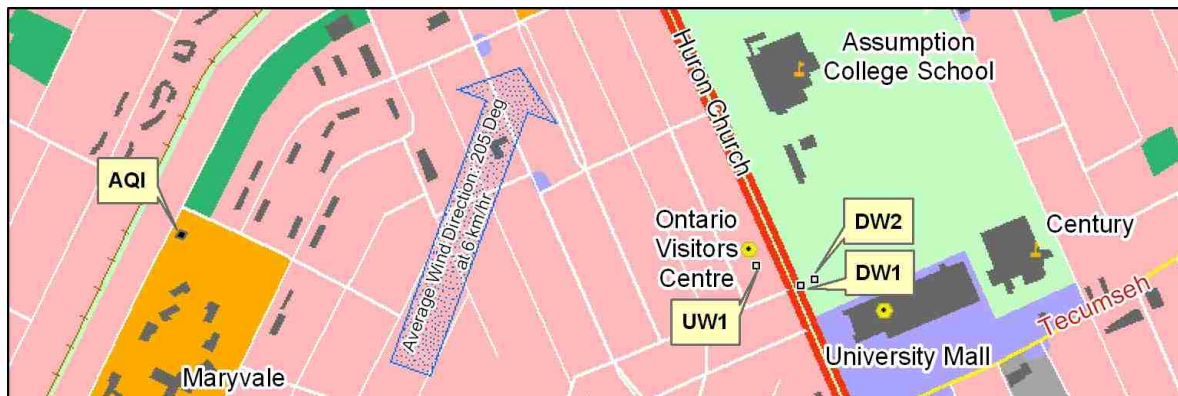 Assumption
College School
Huron Church
AQI
Average Wind Direction: 205 Deg
at 6 km/hr
Ontario
Visitors
Centre
DW2
DW1
UW1
Century
Tecumseh
University Mall
Maryvale